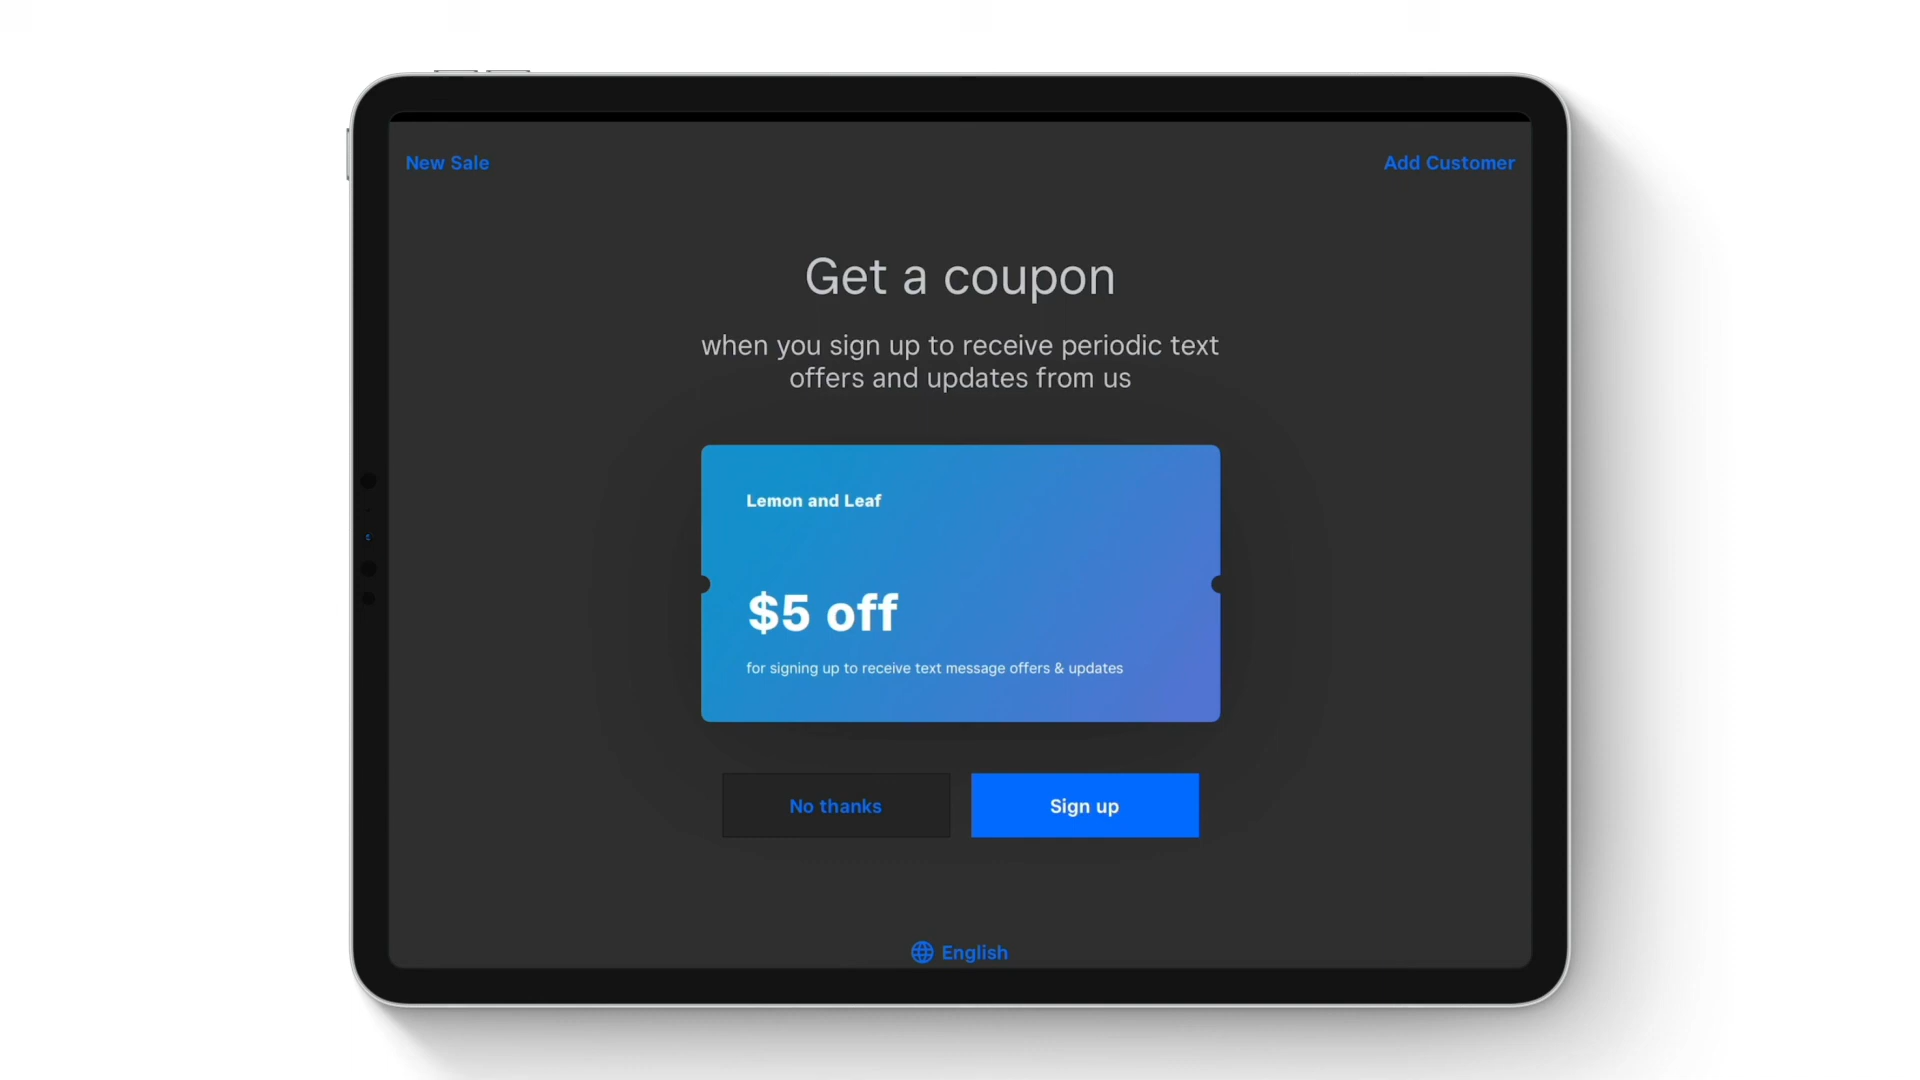 New Sale
Add Customer
Get a coupon
when you sign up to receive periodic text
offers and updates from us
Lemon and Leaf
$5 off
for signing up to receive text message offers & updates
No thanks
Sign up
English